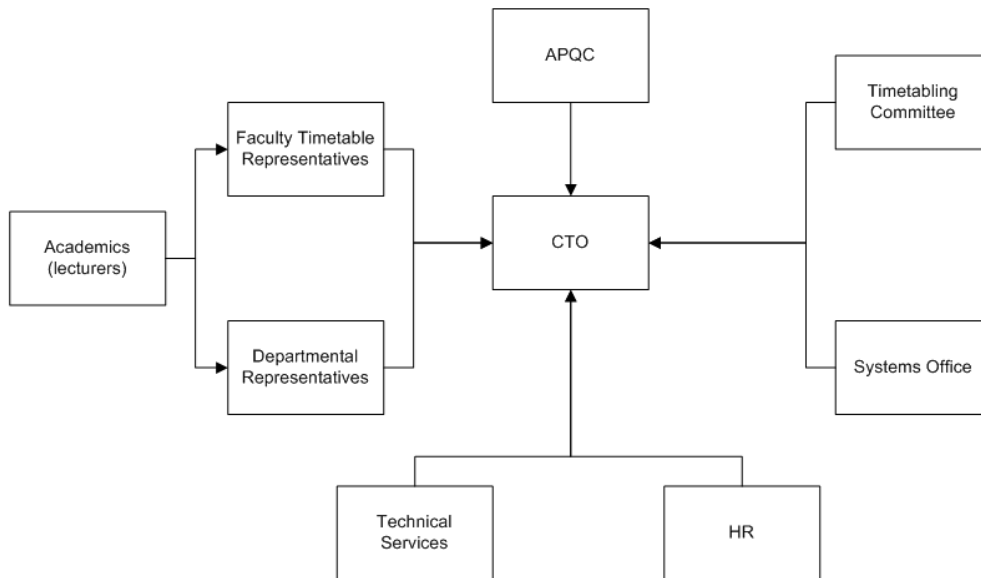 APQC
Timetabling
Committee
Faculty Timetable
Representatives
Academics
(lecturers)
CTO
Departmental
Representatives
Systems Office
Technical
Services
HR